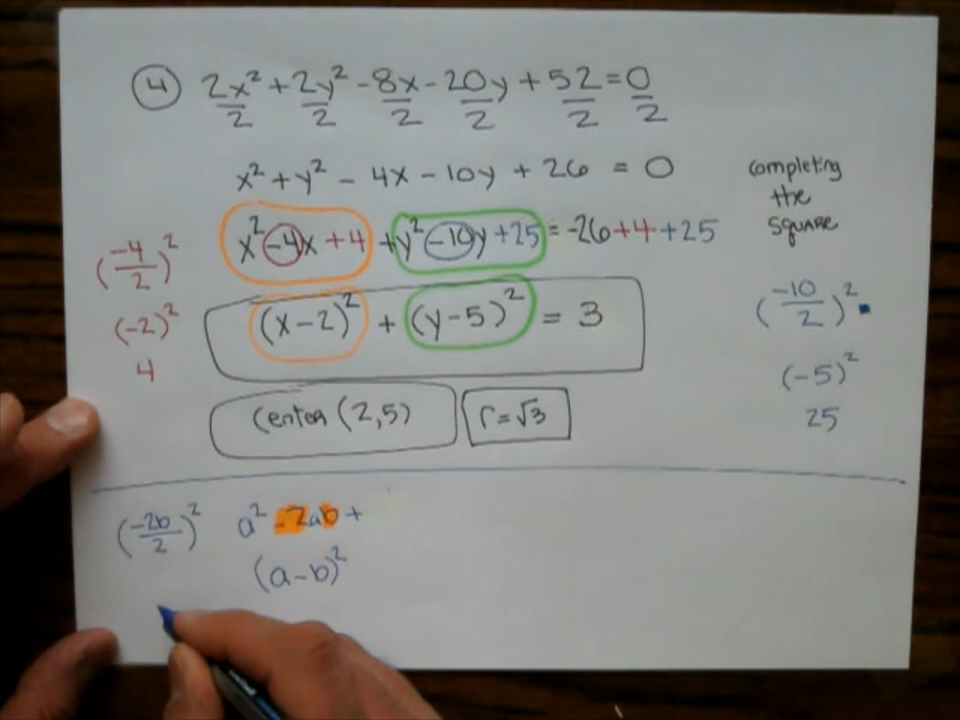 ④ 2x²/2 + 2y²/2 - 8x/2 - 20y/2 + 52/2 = 0/2
x² + y² - 4x - 10y + 26 = 0
completing
the
square
x² - 4x + 4 + y² - 10y + 25 = -26 + 4 + 25
(-4/2)²
(-2)²
4
(x - 2)² + (y - 5)² = 3
(-10/2)²
(-5)²
25
Center (2,5)
r = √3
(-2b/2)²
a² - 2ab +
(a - b)²